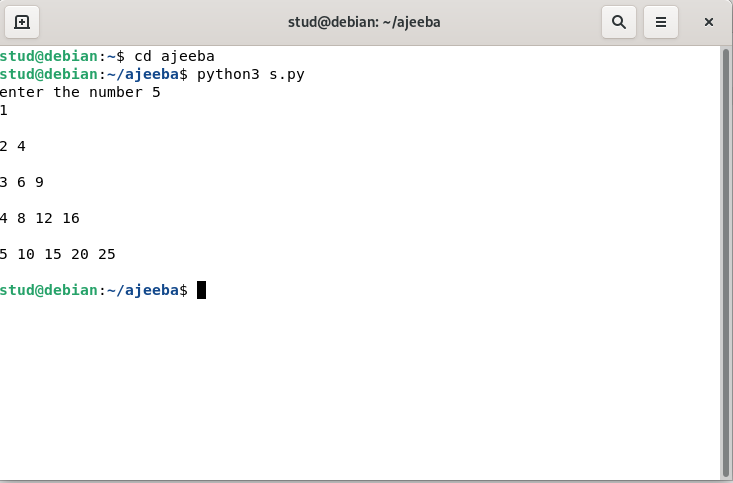 stud@debian: ~/ajeeba
stud@debian:~$ cd ajeeba
stud@debian:~/ajeeba$ python3 s.py
enter the number 5
1
2 4
3 6 9
4 8 12 16
5 10 15 20 25
stud@debian:~/ajeeba$